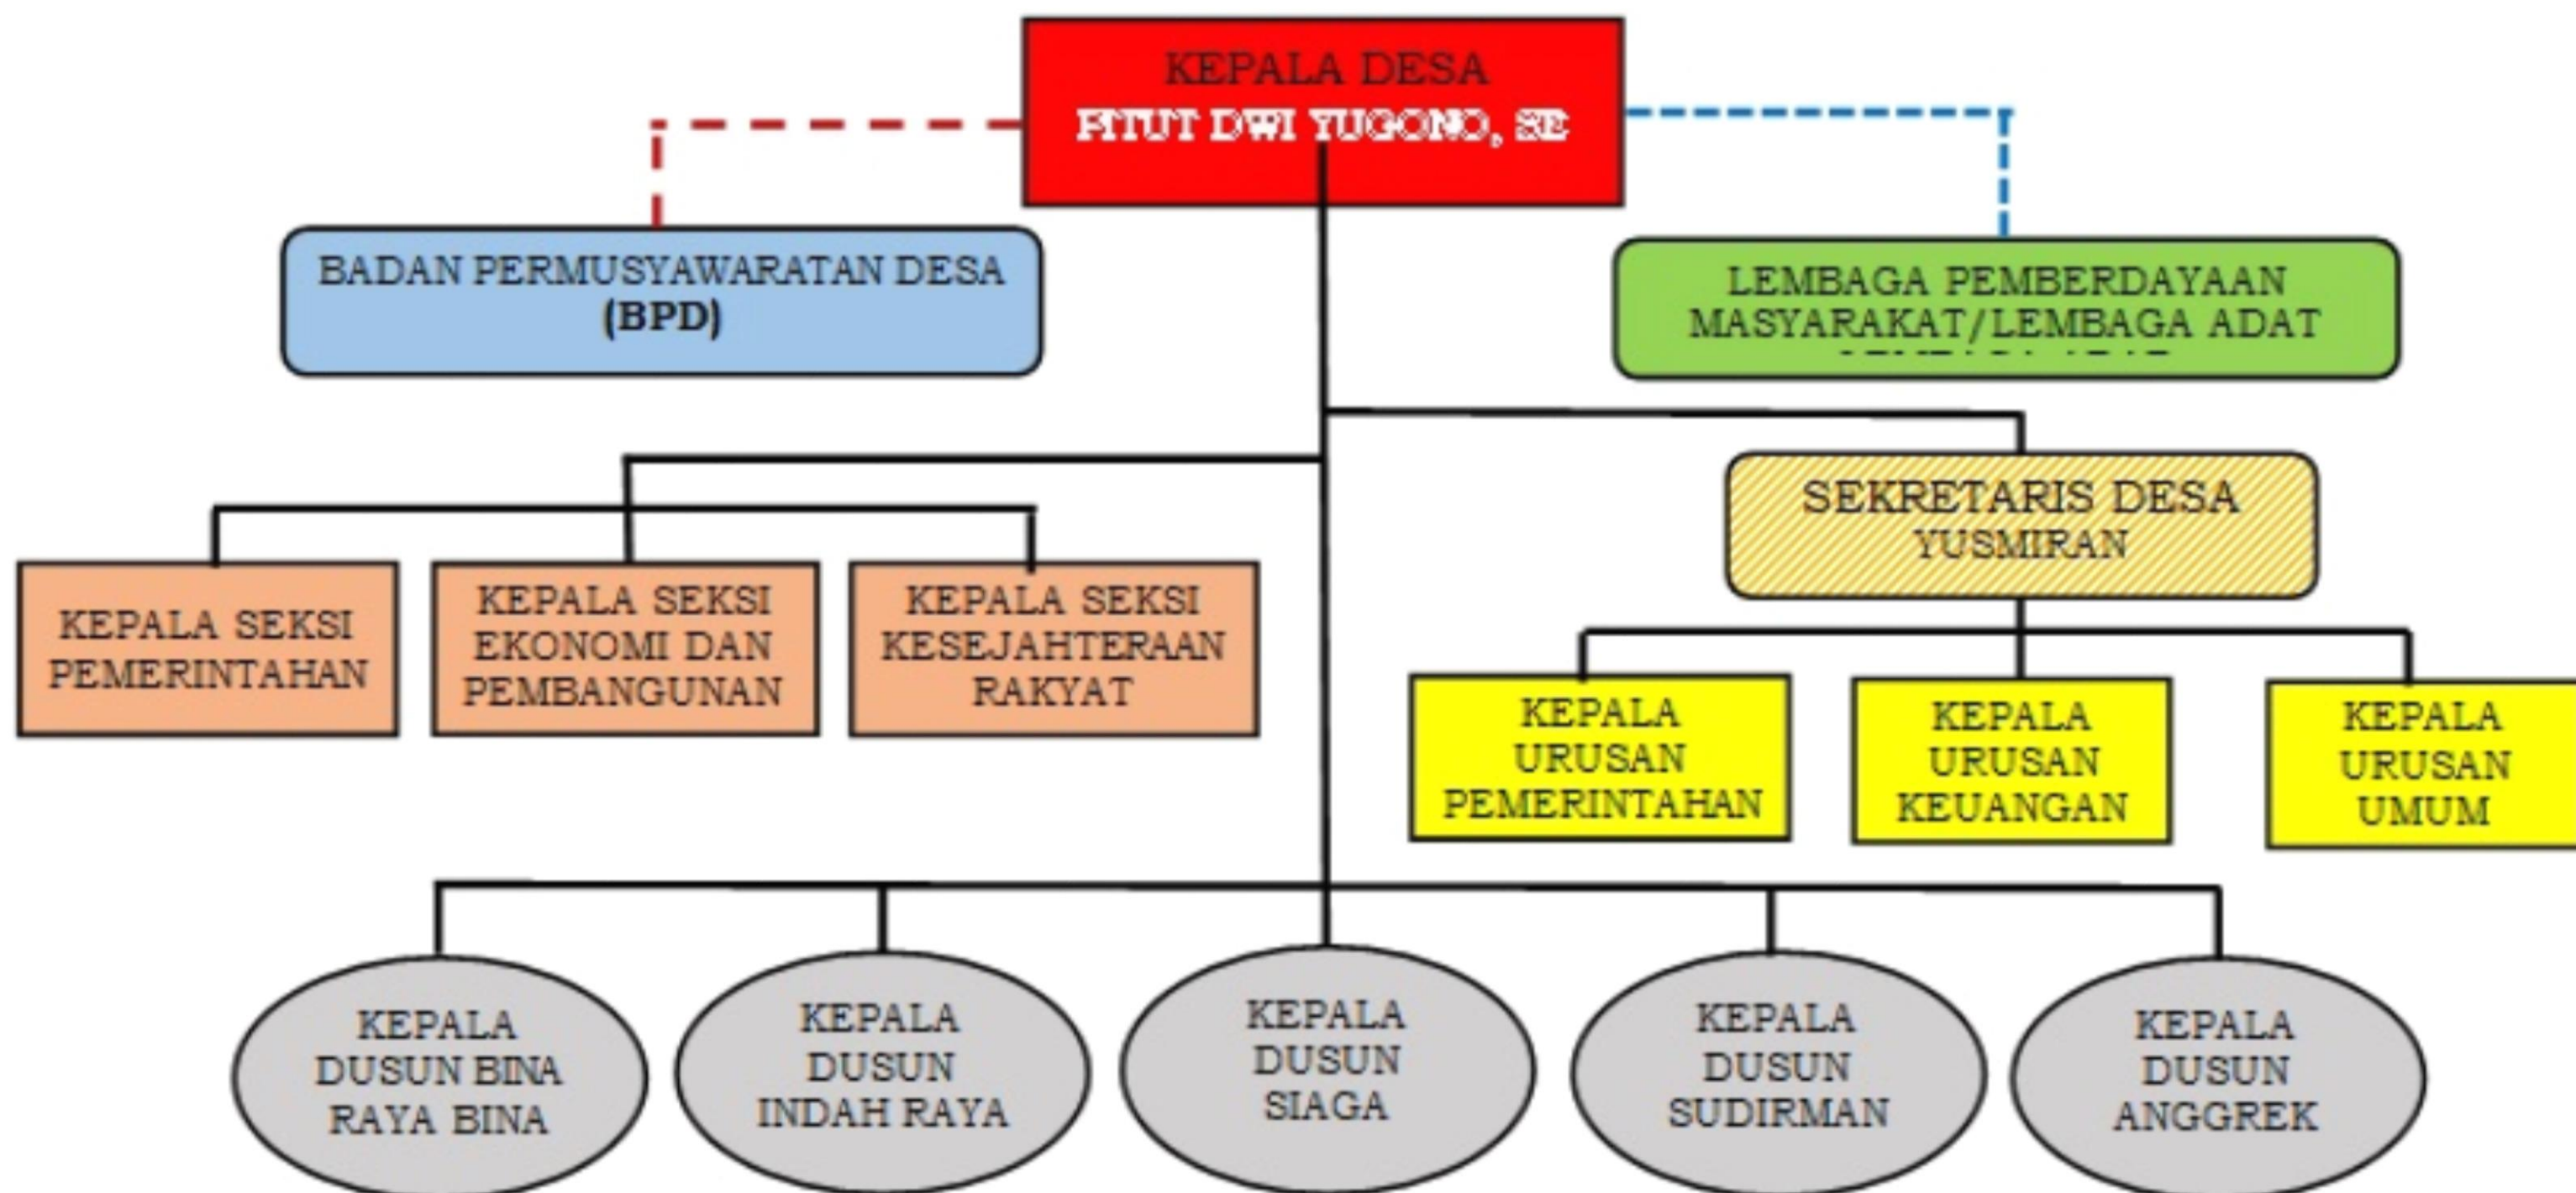 KEPALA DESA
FITUT DWI YUGONO, SE
BADAN PERMUSYAWARATAN DESA
(BPD)
LEMBAGA PEMBERDAYAAN
MASYARAKAT/LEMBAGA ADAT
SEKRETARIS DESA
YUSMIRAN
KEPALA SEKSI
PEMERINTAHAN
KEPALA SEKSI
EKONOMI DAN
PEMBANGUNAN
KEPALA SEKSI
KESEJAHTERAAN
RAKYAT
KEPALA
URUSAN
PEMERINTAHAN
KEPALA
URUSAN
KEUANGAN
KEPALA
URUSAN
UMUM
KEPALA
DUSUN BINA
RAYA BINA
KEPALA
DUSUN
INDAH RAYA
KEPALA
DUSUN
SIAGA
KEPALA
DUSUN
SUDIRMAN
KEPALA
DUSUN
ANGGREK